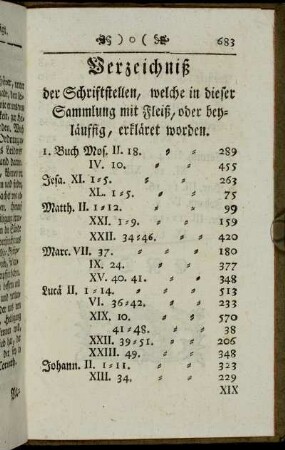 ❧ ) o ( ❧ 683
Verzeichniß
der Schriftstellen, welche in dieser
Sammlung mit Fleiß, oder bey-
läuffig, erkläret worden.
1. Buch Mos. II. 18. 289
IV. 10. 455
Jesa. XI. 1=5. 263
XL. 1=5. 75
Matth. II. 1=12. 99
XXI. 1=9. 159
XXII. 34=46. 420
Marc. VII. 37. 180
IX. 24. 377
XV. 40. 41. 348
Lucä II. 1=14. 513
VI. 36=42. 233
XIX. 10. 570
41=48. 38
XXII. 39=51. 206
XXIII. 49. 348
Johann. II. 1=11. 323
XIII. 34. 229
XIX